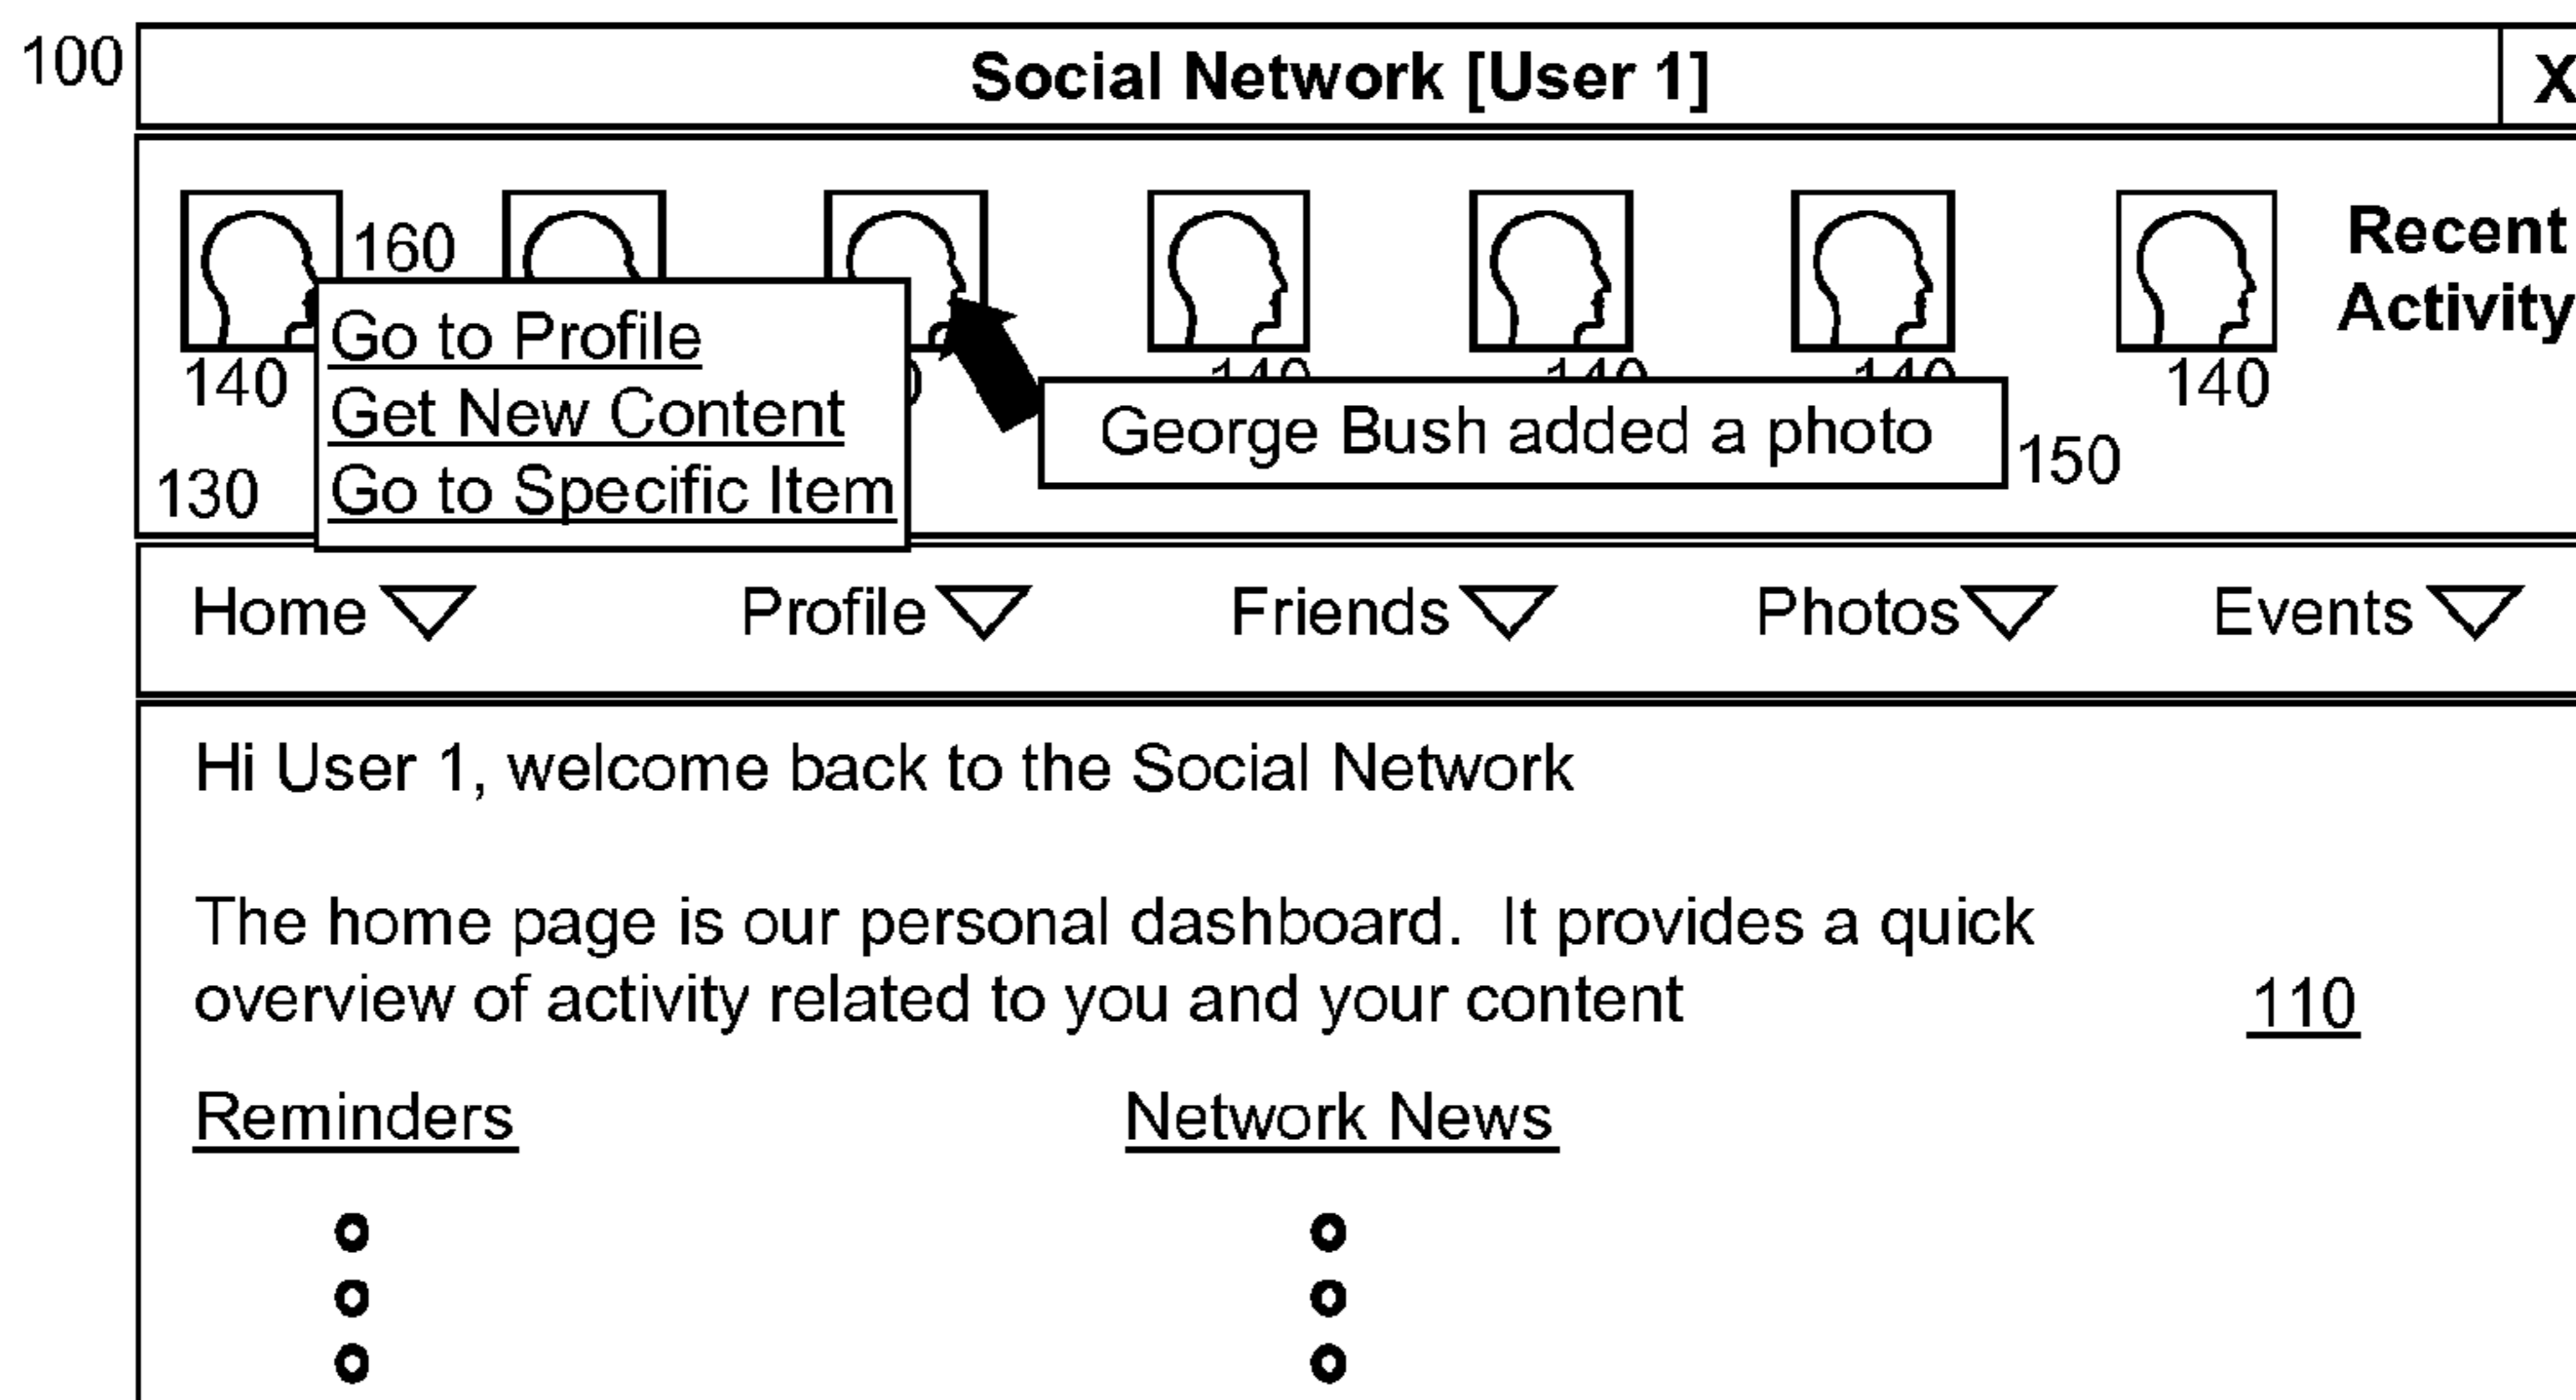 100
Social Network [User 1]
X
160
Recent
Activity
Go to Profile
Get New Content
Go to Specific Item
140
140
140
140
140
George Bush added a photo
150
130
Home
Profile
Friends
Photos
Events
Hi User 1, welcome back to the Social Network
The home page is our personal dashboard. It provides a quick
overview of activity related to you and your content
110
Reminders
Network News